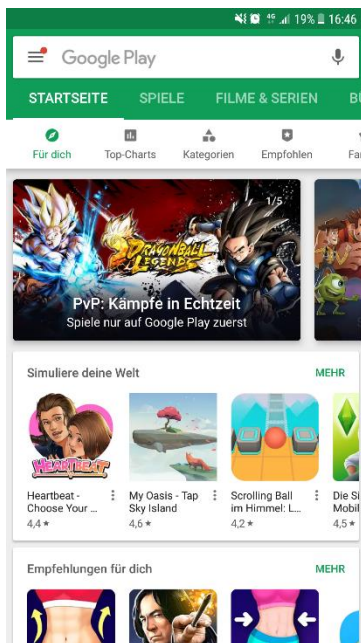 4G 19% 16:46
Google Play
STARTSEITE SPIELE FILME & SERIEN
Für dich Top-Charts Kategorien Empfohlen
1/5
DRAGONBALL
LEGENDS
PvP: Kämpfe in Echtzeit
Spiele nur auf Google Play zuerst
Simuliere deine Welt MEHR
HEARTBEAT
Heartbeat - My Oasis - Tap Scrolling Ball Die Si
Choose Your ... Sky Island im Himmel: L... Mobil
4,4 ★ 4,6 ★ 4,2 ★ 4,5 ★
Empfehlungen für dich MEHR